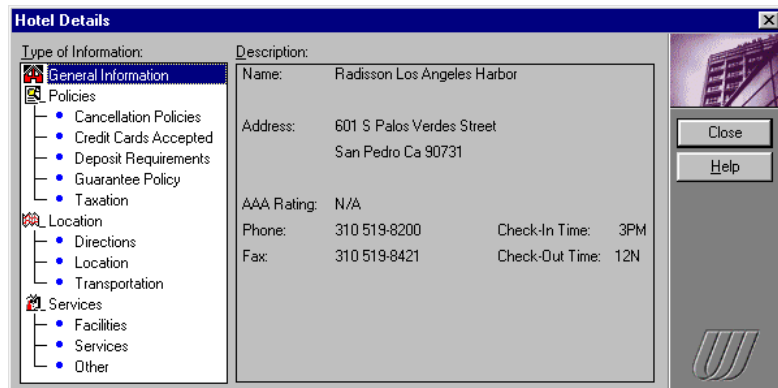 Hotel Details
Type of Information:
General Information
Policies
Cancellation Policies
Credit Cards Accepted
Deposit Requirements
Guarantee Policy
Taxation
Location
Directions
Location
Transportation
Services
Facilities
Services
Other
Description:
Name: Radisson Los Angeles Harbor
Address: 601 S Palos Verdes Street
San Pedro Ca 90731
AAA Rating: N/A
Phone: 310 519-8200 Check-In Time: 3PM
Fax: 310 519-8421 Check-Out Time: 12N
Close
Help